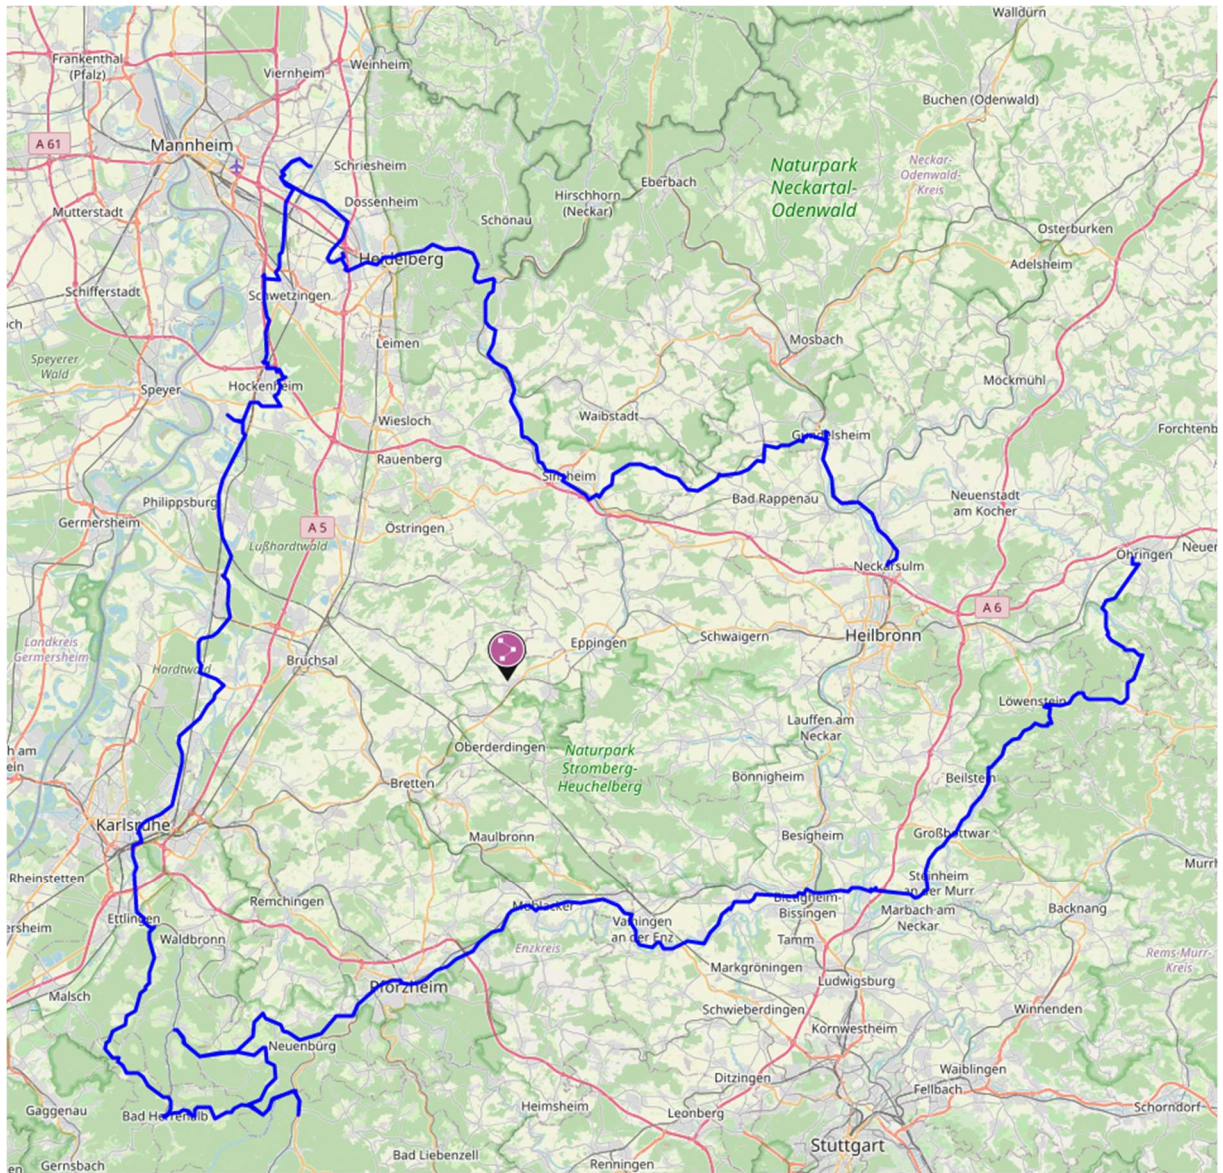 Walldürn
Frankenthal
(Pfalz)
Viernheim
Weinheim
Buchen (Odenwald)
A 61
Mannheim
Schriesheim
Naturpark
Neckartal-
Odenwald
Neckar-
Odenwald-
Kreis
Eberbach
Hirschhorn
(Neckar)
Mutterstadt
Dossenheim
Schönau
Osterburken
Heidelberg
Adelsheim
Schifferstadt
Schwetzingen
Mosbach
Leimen
Speyerer
Wald
Speyer
Hockenheim
Möckmühl
Waibstadt
Wiesloch
Gundelsheim
Forchtenb
Rauenberg
Sinsheim
Bad Rappenau
Neuenstadt
am Kocher
Philippsburg
Germersheim
A 5
Östringen
Lußhardtwald
Öhringen
Neuer
Neckarsulm
A 6
Landkreis
Germersheim
Eppingen
Schwaigern
Heilbronn
Hardtwald
Bruchsal
Löwenstein
Lauffen am
Neckar
h am
ein
Oberderdingen
Naturpark
Stromberg-
Heuchelberg
Bönnigheim
Beilstein
Bretten
Karlsruhe
Maulbronn
Besigheim
Großbottwar
Murrh
Rheinstetten
Steinheim
an der Murr
Remchingen
Mühlacker
Bietigheim-
Bissingen
Marbach am
Neckar
Backnang
Ettlingen
ersheim
Vaihingen
an der Enz
Waldbronn
Enzkreis
Tamm
Rems-Murr-
Kreis
Markgröningen
Ludwigsburg
Pforzheim
Malsch
Schwieberdingen
Winnenden
Kornwestheim
Neuenbürg
Waiblingen
Ditzingen
Fellbach
Gaggenau
Bad Herrenalb
Heimsheim
Leonberg
Schorndorf
Stuttgart
Bad Liebenzell
Gernsbach
Renningen